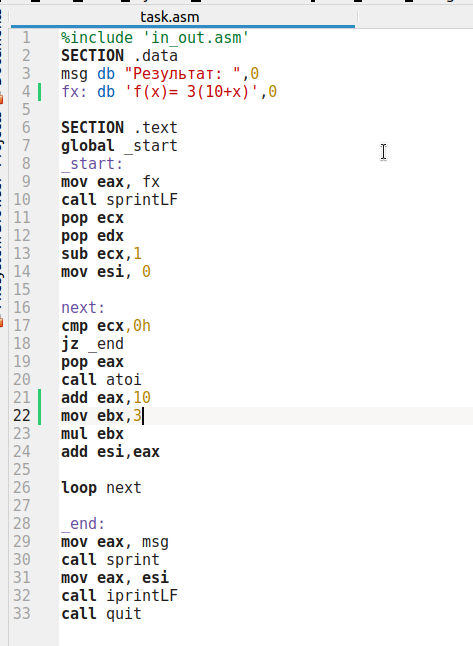 task.asm
1 %include 'in_out.asm'
2 SECTION .data
3 msg db "Результат: ",0
4 fx: db 'f(x)= 3(10+x)',0
5
6 SECTION .text
7 global _start
8 _start:
9 mov eax, fx
10 call sprintLF
11 pop ecx
12 pop edx
13 sub ecx,1
14 mov esi, 0
15
16 next:
17 cmp ecx,0h
18 jz _end
19 pop eax
20 call atoi
21 add eax,10
22 mov ebx,3
23 mul ebx
24 add esi,eax
25
26 loop next
27
28 _end:
29 mov eax, msg
30 call sprint
31 mov eax, esi
32 call iprintLF
33 call quit